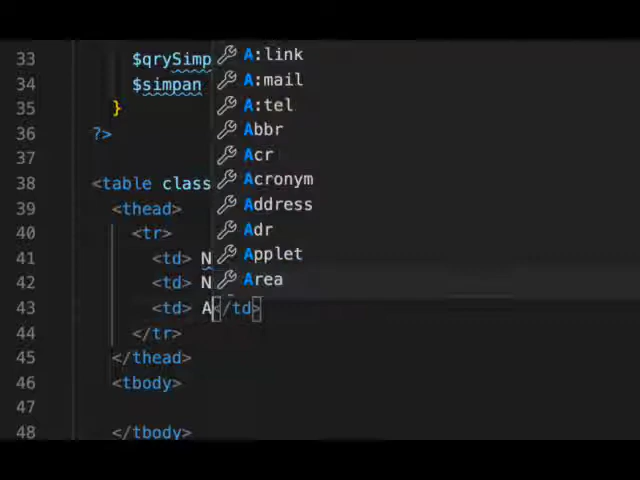 33 $qrySimp A:link
A:mail
34 $simpan A:tel
35 } Abbr
36 ?> Acr
37 Acronym
38 <table class Address
39 <thead> Adr
40 <tr> Applet
41 <td> N Area
42 <td> N
43 <td> A</td>
44 </tr>
45 </thead>
46 <tbody>
47
48 </tbody>